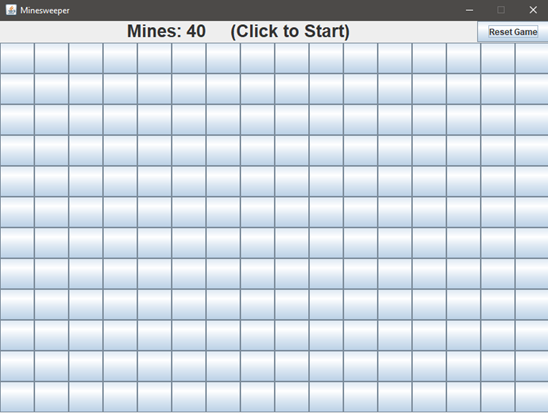 Minesweeper
Mines: 40 (Click to Start)
Reset Game